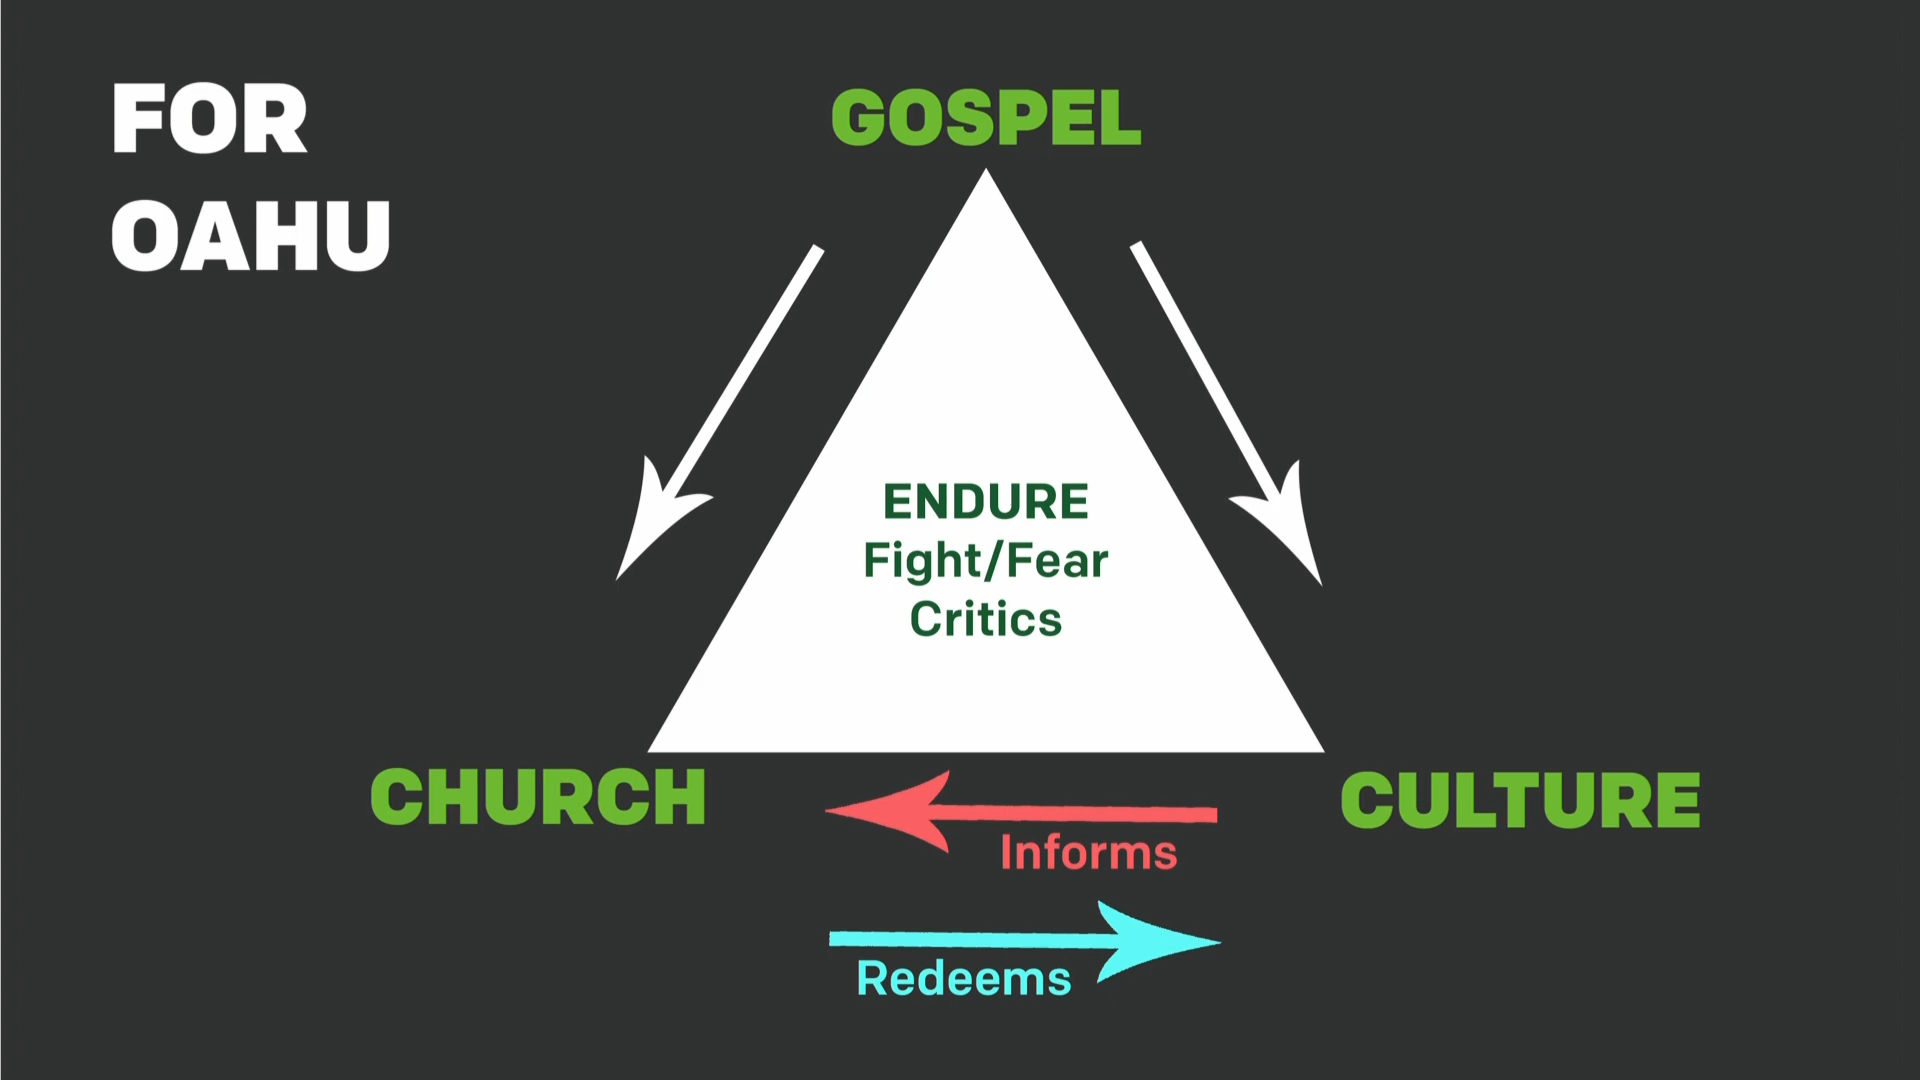 FOR
OAHU
GOSPEL
ENDURE
Fight/Fear
Critics
CHURCH
CULTURE
Informs
Redeems